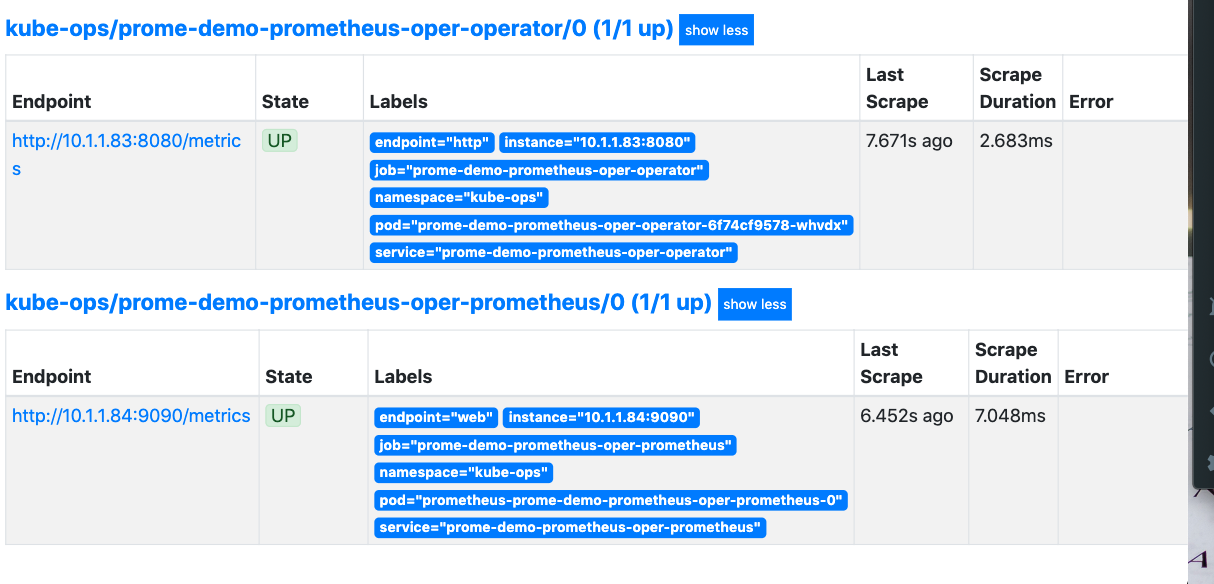 kube-ops/prome-demo-prometheus-oper-operator/0 (1/1 up) show less
Endpoint State Labels Last Scrape Scrape Duration Error
http://10.1.1.83:8080/metric
s
UP
endpoint="http" instance="10.1.1.83:8080"
job="prome-demo-prometheus-oper-operator"
namespace="kube-ops"
pod="prome-demo-prometheus-oper-operator-6f74cf9578-whvdx"
service="prome-demo-prometheus-oper-operator"
7.671s ago 2.683ms
kube-ops/prome-demo-prometheus-oper-prometheus/0 (1/1 up) show less
Endpoint State Labels Last Scrape Scrape Duration Error
http://10.1.1.84:9090/metrics
UP
endpoint="web" instance="10.1.1.84:9090"
job="prome-demo-prometheus-oper-prometheus"
namespace="kube-ops"
pod="prometheus-prome-demo-prometheus-oper-prometheus-0"
service="prome-demo-prometheus-oper-prometheus"
6.452s ago 7.048ms